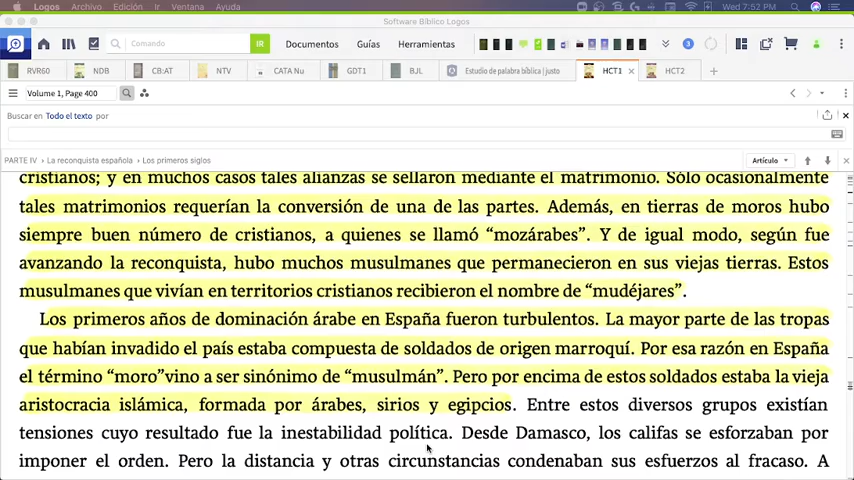 Logos Archivo Edición Ir Ventana Ayuda Wed 7:52 PM
Software Bíblico Logos
Comando IR Documentos Guías Herramientas 3
RVR60 NDB CB:AT NTV CATA Nu GDT1 BJL Estudio de palabra bíblica | justo HCT1 × HCT2 +
Volume 1, Page 400
Buscar en Todo el texto por
PARTE IV › La reconquista española › Los primeros siglos Artículo
cristianos; y en muchos casos tales alianzas se sellaron mediante el matrimonio. Sólo ocasionalmente
tales matrimonios requerían la conversión de una de las partes. Además, en tierras de moros hubo
siempre buen número de cristianos, a quienes se llamó “mozárabes”. Y de igual modo, según fue
avanzando la reconquista, hubo muchos musulmanes que permanecieron en sus viejas tierras. Estos
musulmanes que vivían en territorios cristianos recibieron el nombre de “mudéjares”.
Los primeros años de dominación árabe en España fueron turbulentos. La mayor parte de las tropas
que habían invadido el país estaba compuesta de soldados de origen marroquí. Por esa razón en España
el término “moro”vino a ser sinónimo de “musulmán”. Pero por encima de estos soldados estaba la vieja
aristocracia islámica, formada por árabes, sirios y egipcios. Entre estos diversos grupos existían
tensiones cuyo resultado fue la inestabilidad política. Desde Damasco, los califas se esforzaban por
imponer el orden. Pero la distancia y otras circunstancias condenaban sus esfuerzos al fracaso. A